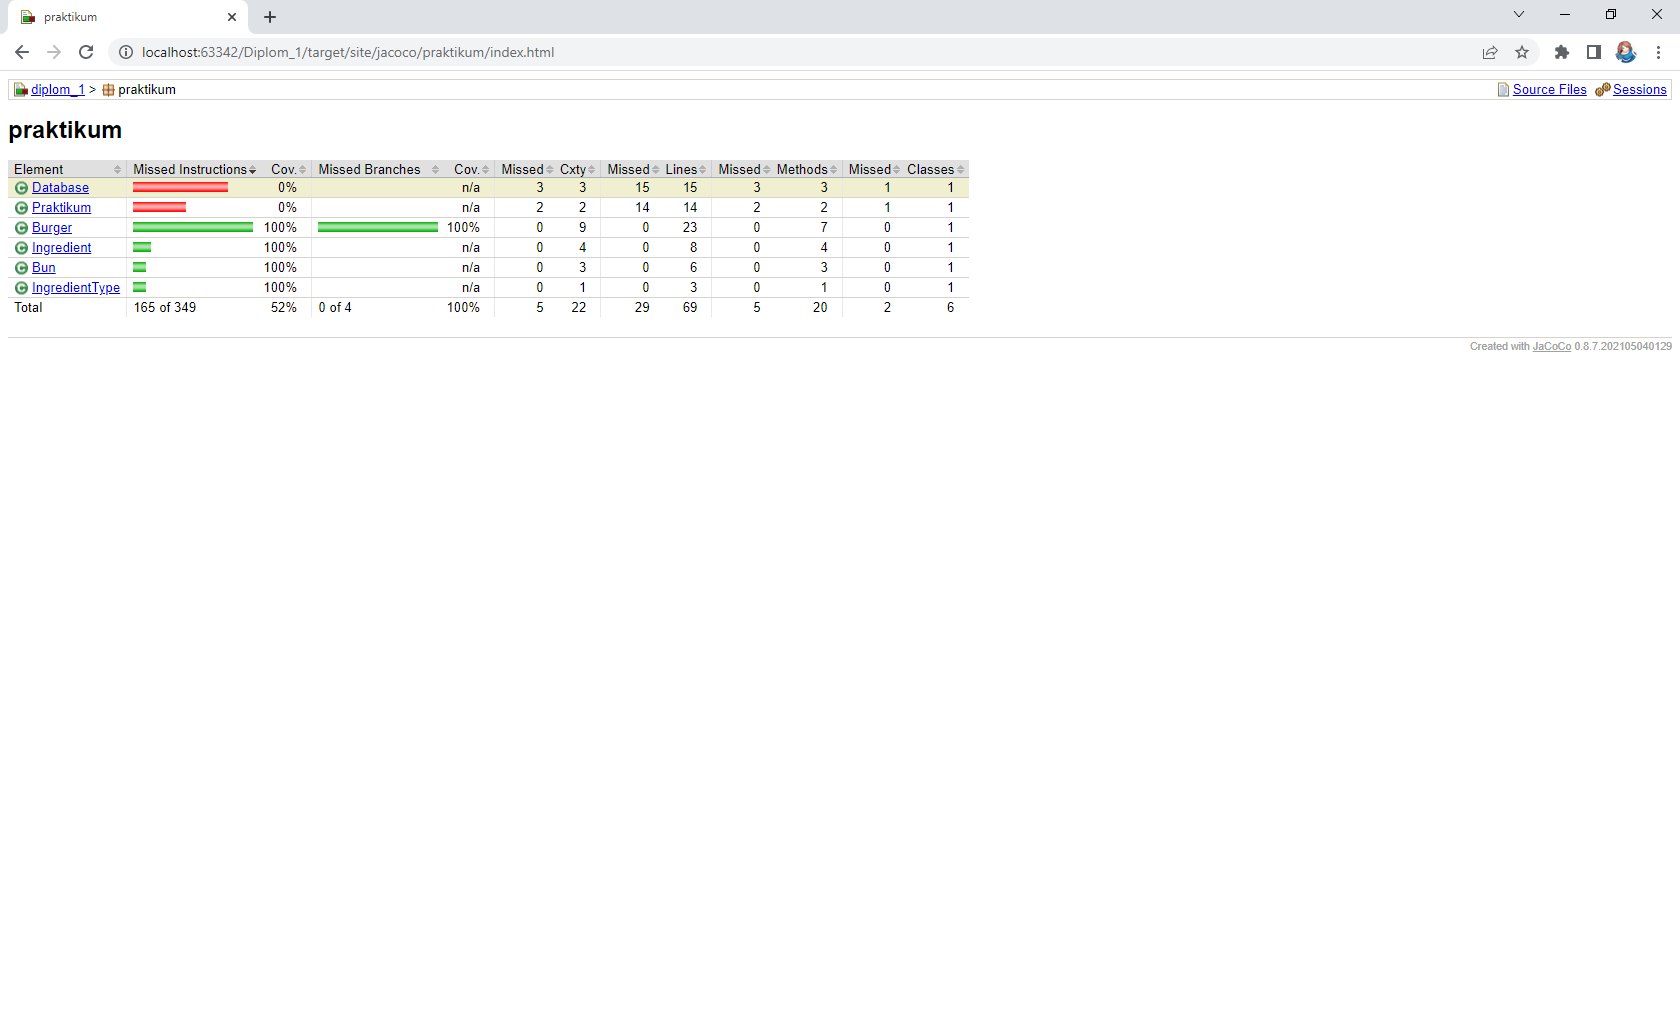 praktikum
localhost:63342/Diplom_1/target/site/jacoco/praktikum/index.html
diplom_1 > praktikum Source Files Sessions
praktikum
Element Missed Instructions Cov. Missed Branches Cov. Missed Cxty Missed Lines Missed Methods Missed Classes
Database 0% n/a 3 3 15 15 3 3 1 1
Praktikum 0% n/a 2 2 14 14 2 2 1 1
Burger 100% 100% 0 9 0 23 0 7 0 1
Ingredient 100% n/a 0 4 0 8 0 4 0 1
Bun 100% n/a 0 3 0 6 0 3 0 1
IngredientType 100% n/a 0 1 0 3 0 1 0 1
Total 165 of 349 52% 0 of 4 100% 5 22 29 69 5 20 2 6
Created with JaCoCo 0.8.7.202105040129